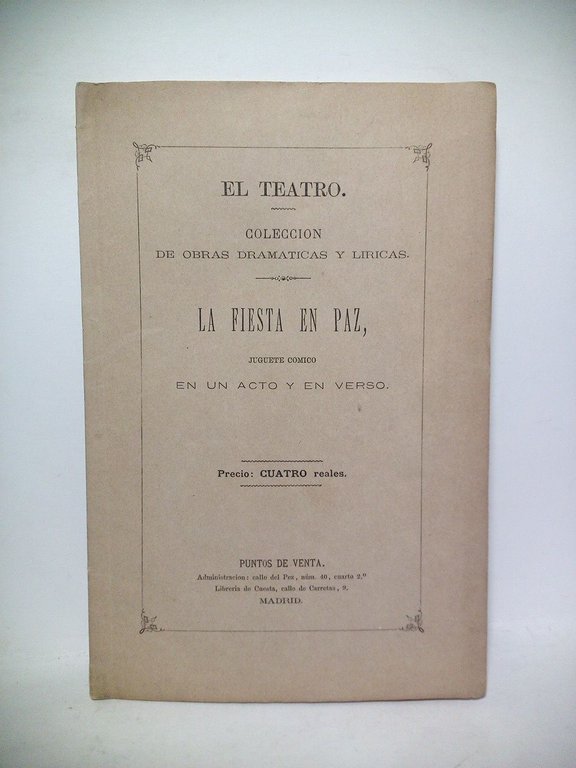 EL TEATRO.
COLECCION
DE OBRAS DRAMATICAS Y LIRICAS.
LA FIESTA EN PAZ,
JUGUETE COMICO
EN UN ACTO Y EN VERSO.
Precio: CUATRO reales.
PUNTOS DE VENTA.
Administracion: calle del Pez, núm. 40, cuarto 2.º
Libreria de Cuesta, calle de Carretas, 9.
MADRID.